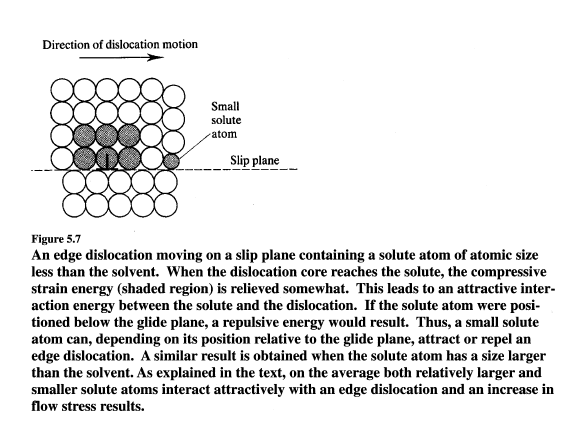 Direction of dislocation motion
Small
solute
atom
Slip plane
Figure 5.7
An edge dislocation moving on a slip plane containing a solute atom of atomic size
less than the solvent. When the dislocation core reaches the solute, the compressive
strain energy (shaded region) is relieved somewhat. This leads to an attractive inter-
action energy between the solute and the dislocation. If the solute atom were posi-
tioned below the glide plane, a repulsive energy would result. Thus, a small solute
atom can, depending on its position relative to the glide plane, attract or repel an
edge dislocation. A similar result is obtained when the solute atom has a size larger
than the solvent. As explained in the text, on the average both relatively larger and
smaller solute atoms interact attractively with an edge dislocation and an increase in
flow stress results.